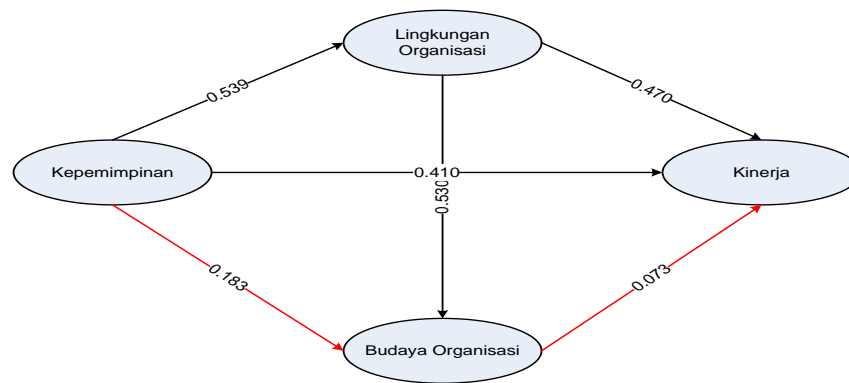 Lingkungan
Organisasi
0.539
0.470
Kepemimpinan
0.410
Kinerja
0.530
0.183
0.073
Budaya Organisasi